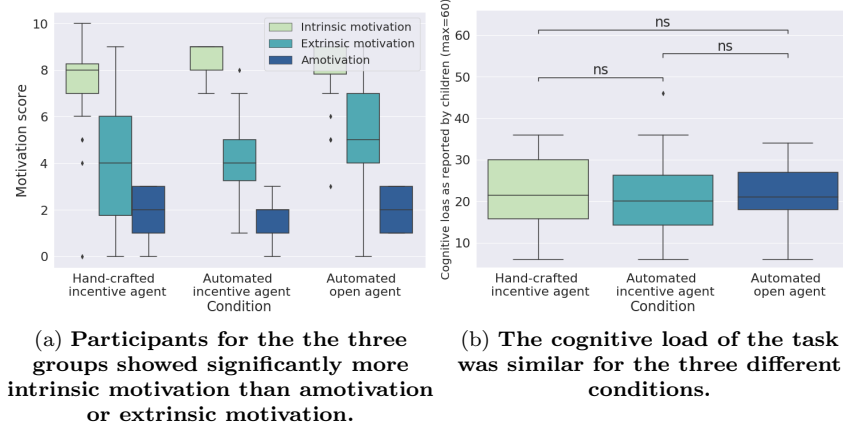 Motivation score
10
8
6
4
2
0
Intrinsic motivation
Extrinsic motivation
Amotivation
Hand-crafted
incentive agent
Automated
incentive agent
Automated
open agent
Condition
(a) Participants for the the three
groups showed significantly more
intrinsic motivation than amotivation
or extrinsic motivation.
Cognitive loas as reported by children (max=60)
60
50
40
30
20
10
ns
ns
ns
Hand-crafted
incentive agent
Automated
incentive agent
Automated
open agent
Condition
(b) The cognitive load of the task
was similar for the three different
conditions.